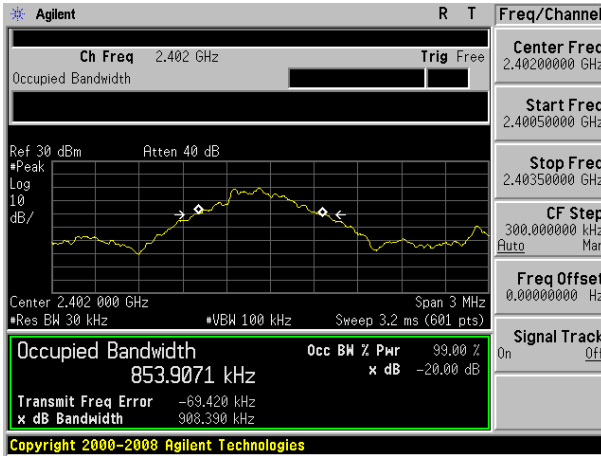 Agilent R T
Freq/Channel
Ch Freq 2.402 GHz Trig Free
Occupied Bandwidth
Center Freq
2.40200000 GHz
Start Freq
2.40050000 GHz
Stop Freq
2.40350000 GHz
CF Step
300.000000 kHz
Auto Man
Freq Offset
0.00000000 Hz
Signal Track
On Off
Ref 30 dBm Atten 40 dB
#Peak
Log
10
dB/
Center 2.402 000 GHz Span 3 MHz
#Res BW 30 kHz #VBW 100 kHz Sweep 3.2 ms (601 pts)
Occupied Bandwidth Occ BW % Pwr 99.00 %
853.9071 kHz x dB -20.00 dB
Transmit Freq Error -69.420 kHz
x dB Bandwidth 908.390 kHz
Copyright 2000-2008 Agilent Technologies